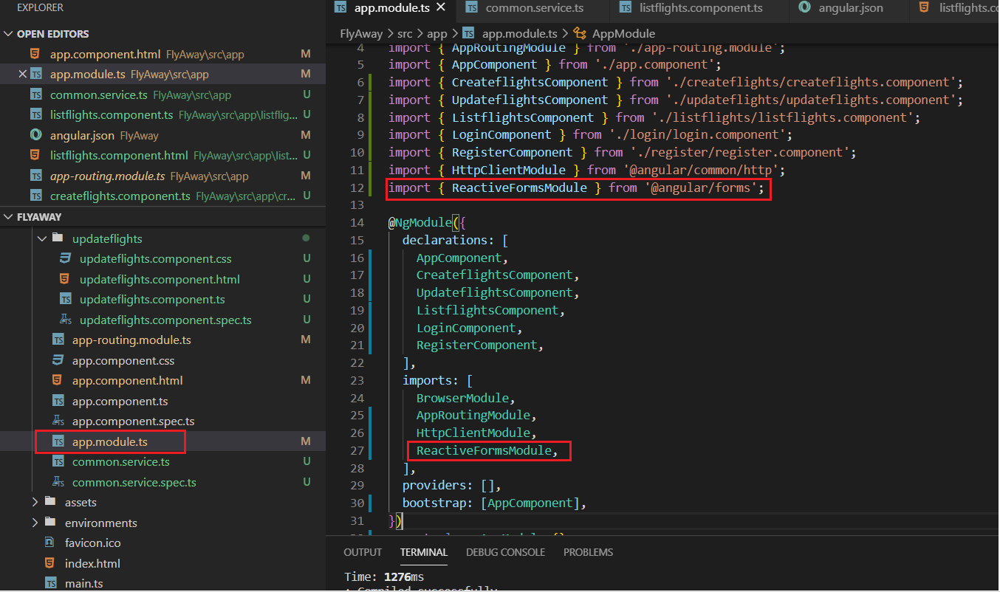 EXPLORER
OPEN EDITORS
app.component.html FlyAway\src\app M
app.module.ts FlyAway\src\app M
common.service.ts FlyAway\src\app U
listflights.component.ts FlyAway\src\app\listflig... U
angular.json FlyAway M
listflights.component.html FlyAway\src\app\list... U
app-routing.module.ts FlyAway\src\app M
createflights.component.ts FlyAway\src\app\cr... U
FLYAWAY
updateflights
updateflights.component.css U
updateflights.component.html U
updateflights.component.ts U
updateflights.component.spec.ts U
app-routing.module.ts M
app.component.css
app.component.html M
app.component.ts
app.component.spec.ts
app.module.ts M
common.service.ts U
common.service.spec.ts U
assets
environments
favicon.ico
index.html
main.ts
app.module.ts common.service.ts listflights.component.ts angular.json listflights.co
FlyAway > src > app > app.module.ts > AppModule
4 import { AppRoutingModule } from './app-routing.module';
5 import { AppComponent } from './app.component';
6 import { CreateflightsComponent } from './createflights/createflights.component';
7 import { UpdateflightsComponent } from './updateflights/updateflights.component';
8 import { ListflightsComponent } from './listflights/listflights.component';
9 import { LoginComponent } from './login/login.component';
10 import { RegisterComponent } from './register/register.component';
11 import { HttpClientModule } from '@angular/common/http';
12 import { ReactiveFormsModule } from '@angular/forms';
13
14 @NgModule({
15 declarations: [
16 AppComponent,
17 CreateflightsComponent,
18 UpdateflightsComponent,
19 ListflightsComponent,
20 LoginComponent,
21 RegisterComponent,
22 ],
23 imports: [
24 BrowserModule,
25 AppRoutingModule,
26 HttpClientModule,
27 ReactiveFormsModule,
28 ],
29 providers: [],
30 bootstrap: [AppComponent],
31 })
OUTPUT TERMINAL DEBUG CONSOLE PROBLEMS
Time: 1276ms
: Compiled successfully